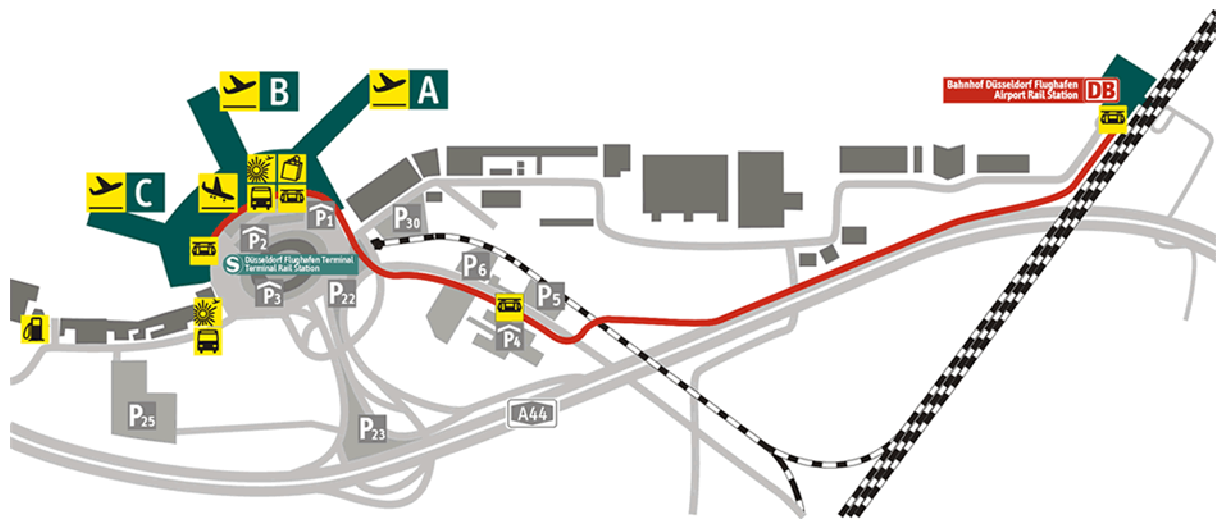 B
A
Bahnhof Düsseldorf Flughafen
Airport Rail Station
DB
C
P1
P30
P2
S
Düsseldorf Flughafen Terminal
Terminal Rail Station
P6
P3
P22
P5
P4
P25
A44
P23